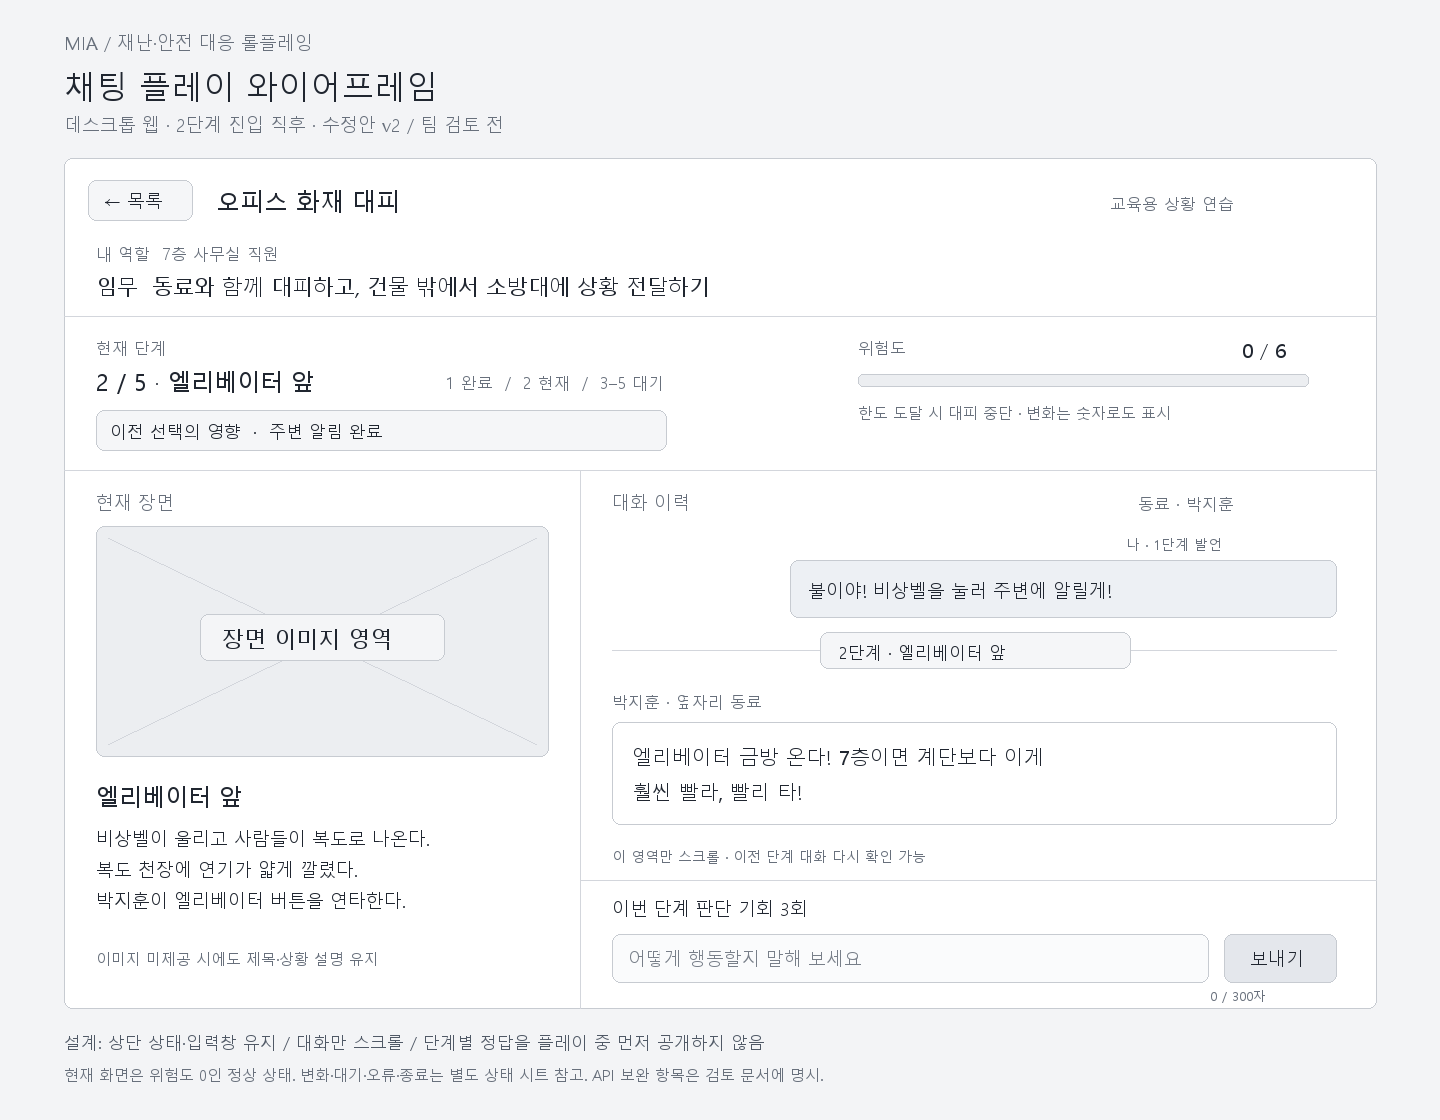 MIA / 재난·안전 대응 롤플레잉
채팅 플레이 와이어프레임
데스크톱 웹 · 2단계 진입 직후 · 수정안 v2 / 팀 검토 전
← 목록
오피스 화재 대피
교육용 상황 연습
내 역할 7층 사무실 직원
임무 동료와 함께 대피하고, 건물 밖에서 소방대에 상황 전달하기
현재 단계
2 / 5 · 엘리베이터 앞
1 완료 / 2 현재 / 3–5 대기
이전 선택의 영향 · 주변 알림 완료
위험도
0 / 6
한도 도달 시 대피 중단 · 변화는 숫자로도 표시
현재 장면
장면 이미지 영역
엘리베이터 앞
비상벨이 울리고 사람들이 복도로 나온다.
복도 천장에 연기가 얇게 깔렸다.
박지훈이 엘리베이터 버튼을 연타한다.
이미지 미제공 시에도 제목·상황 설명 유지
대화 이력
동료 · 박지훈
나 · 1단계 발언
불이야! 비상벨을 눌러 주변에 알릴게!
2단계 · 엘리베이터 앞
박지훈 · 옆자리 동료
엘리베이터 금방 온다! 7층이면 계단보다 이게
훨씬 빨라, 빨리 타!
이 영역만 스크롤 · 이전 단계 대화 다시 확인 가능
이번 단계 판단 기회 3회
어떻게 행동할지 말해 보세요
보내기
0 / 300자
설계: 상단 상태·입력창 유지 / 대화만 스크롤 / 단계별 정답을 플레이 중 먼저 공개하지 않음
현재 화면은 위험도 0인 정상 상태. 변화·대기·오류·종료는 별도 상태 시트 참고. API 보완 항목은 검토 문서에 명시.